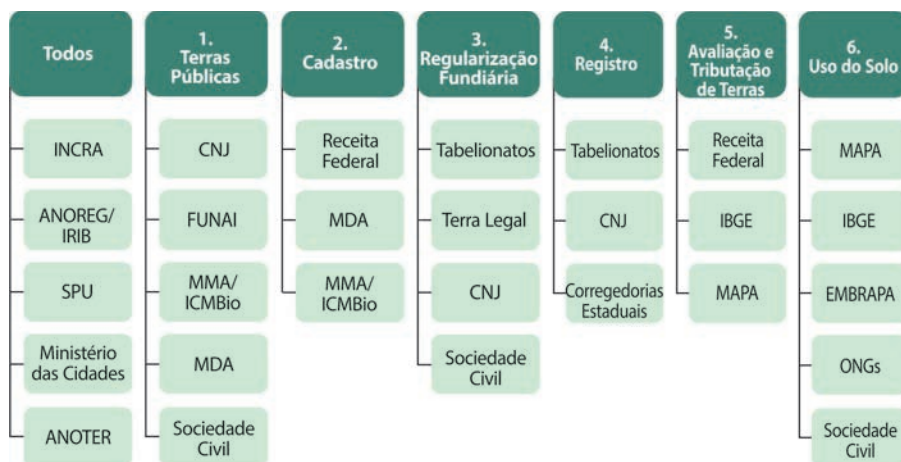 Todos
INCRA
ANOREG/
IRIB
SPU
Ministério
das Cidades
ANOTER
1.
Terras
Públicas
CNJ
FUNAI
MMA/
ICMBio
MDA
Sociedade
Civil
2.
Cadastro
Receita
Federal
MDA
MMA/
ICMBio
3.
Regularização
Fundiária
Tabelionatos
Terra Legal
CNJ
Sociedade
Civil
4.
Registro
Tabelionatos
CNJ
Corregedorias
Estaduais
5.
Avaliação e
Tributação
de Terras
Receita
Federal
IBGE
MAPA
6.
Uso do Solo
MAPA
IBGE
EMBRAPA
ONGs
Sociedade
Civil